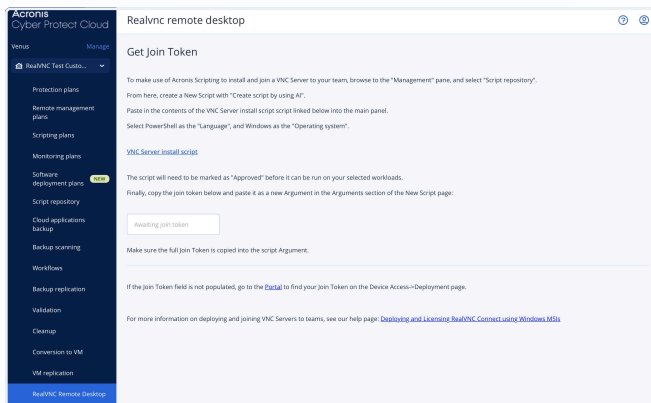 Acronis
Cyber Protect Cloud
Venus
Manage
RealVNC Test Custo...
Protection plans
Remote management
plans
Scripting plans
Monitoring plans
Software
deployment plans
NEW
Script repository
Cloud applications
backup
Backup scanning
Workflows
Backup replication
Validation
Cleanup
Conversion to VM
VM replication
RealVNC Remote Desktop
Realvnc remote desktop
Get Join Token
To make use of Acronis Scripting to install and join a VNC Server to your team, browse to the "Management" pane, and select "Script repository".
From here, create a New Script with "Create script by using AI".
Paste in the contents of the VNC Server install script script linked below into the main panel.
Select PowerShell as the "Language", and Windows as the "Operating system".
VNC Server install script
The script will need to be marked as "Approved" before it can be run on your selected workloads.
Finally, copy the join token below and paste it as a new Argument in the Arguments section of the New Script page:
Awaiting join token
Make sure the full Join Token is copied into the script Argument.
If the Join Token field is not populated, go to the Portal to find your Join Token on the Device Access->Deployment page.
For more information on deploying and joining VNC Servers to teams, see our help page: Deploying and Licensing RealVNC Connect using Windows MSIs